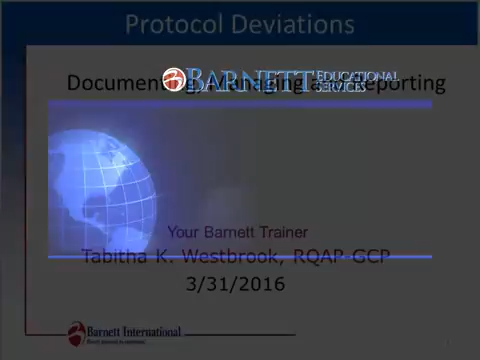 Protocol Deviations
Documenting, Managing and Reporting
BARNETT EDUCATIONAL SERVICES
Your Barnett Trainer
Tabitha K. Westbrook, RQAP-GCP
3/31/2016
Barnett International